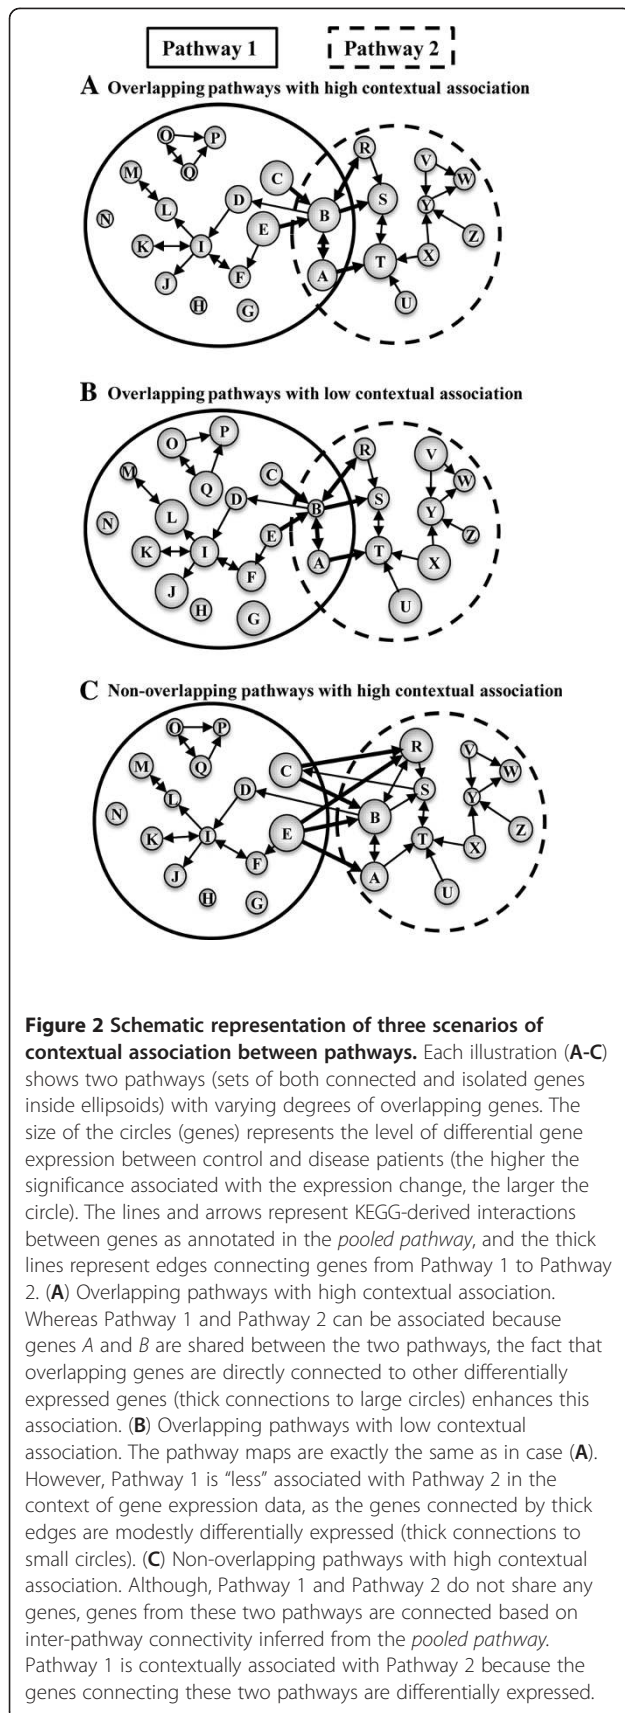 Pathway 1 Pathway 2
A Overlapping pathways with high contextual association
O P
Q
M
L
N
K I
J
H
G
D
C
E
F
B
A
R
S
T
U
V
W
Y
X
Z
B Overlapping pathways with low contextual association
O P
Q
M
L
N
K I
J
H
G
D
C
E
F
B
A
R
S
T
U
V
W
Y
X
Z
C Non-overlapping pathways with high contextual association
O P
Q
M
L
N
K I
J
H
G
D
C
E
F
B
A
R
S
T
U
V
W
Y
X
Z
Figure 2 Schematic representation of three scenarios of
contextual association between pathways. Each illustration (A-C)
shows two pathways (sets of both connected and isolated genes
inside ellipsoids) with varying degrees of overlapping genes. The
size of the circles (genes) represents the level of differential gene
expression between control and disease patients (the higher the
significance associated with the expression change, the larger the
circle). The lines and arrows represent KEGG-derived interactions
between genes as annotated in the pooled pathway, and the thick
lines represent edges connecting genes from Pathway 1 to Pathway
2. (A) Overlapping pathways with high contextual association.
Whereas Pathway 1 and Pathway 2 can be associated because
genes A and B are shared between the two pathways, the fact that
overlapping genes are directly connected to other differentially
expressed genes (thick connections to large circles) enhances this
association. (B) Overlapping pathways with low contextual
association. The pathway maps are exactly the same as in case (A).
However, Pathway 1 is “less” associated with Pathway 2 in the
context of gene expression data, as the genes connected by thick
edges are modestly differentially expressed (thick connections to
small circles). (C) Non-overlapping pathways with high contextual
association. Although, Pathway 1 and Pathway 2 do not share any
genes, genes from these two pathways are connected based on
inter-pathway connectivity inferred from the pooled pathway.
Pathway 1 is contextually associated with Pathway 2 because the
genes connecting these two pathways are differentially expressed.